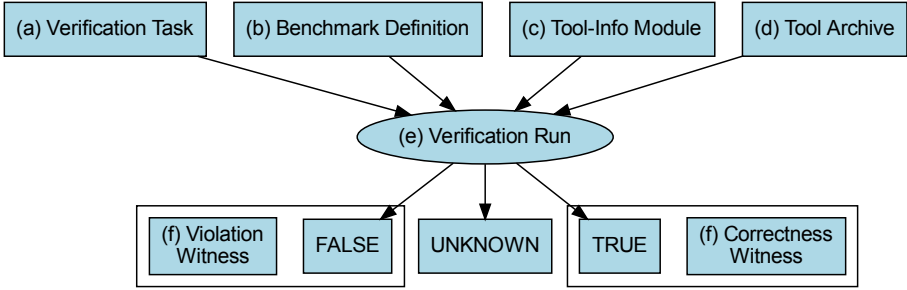 (a) Verification Task
(b) Benchmark Definition
(c) Tool-Info Module
(d) Tool Archive
(e) Verification Run
(f) Violation
Witness
FALSE
UNKNOWN
TRUE
(f) Correctness
Witness